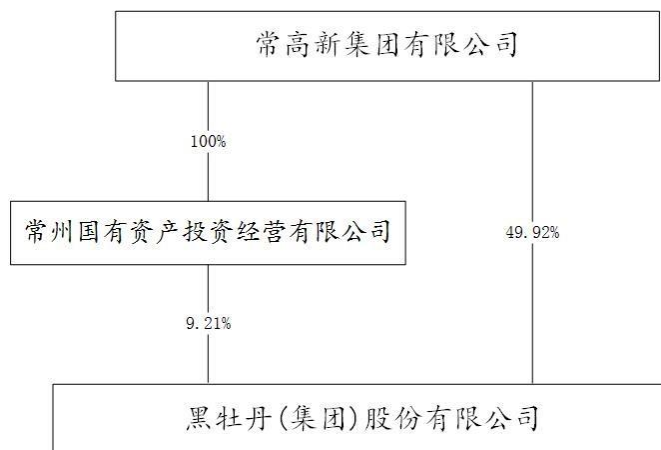 常高新集团有限公司
100%
常州国有资产投资经营有限公司
49.92%
9.21%
黑牡丹(集团)股份有限公司